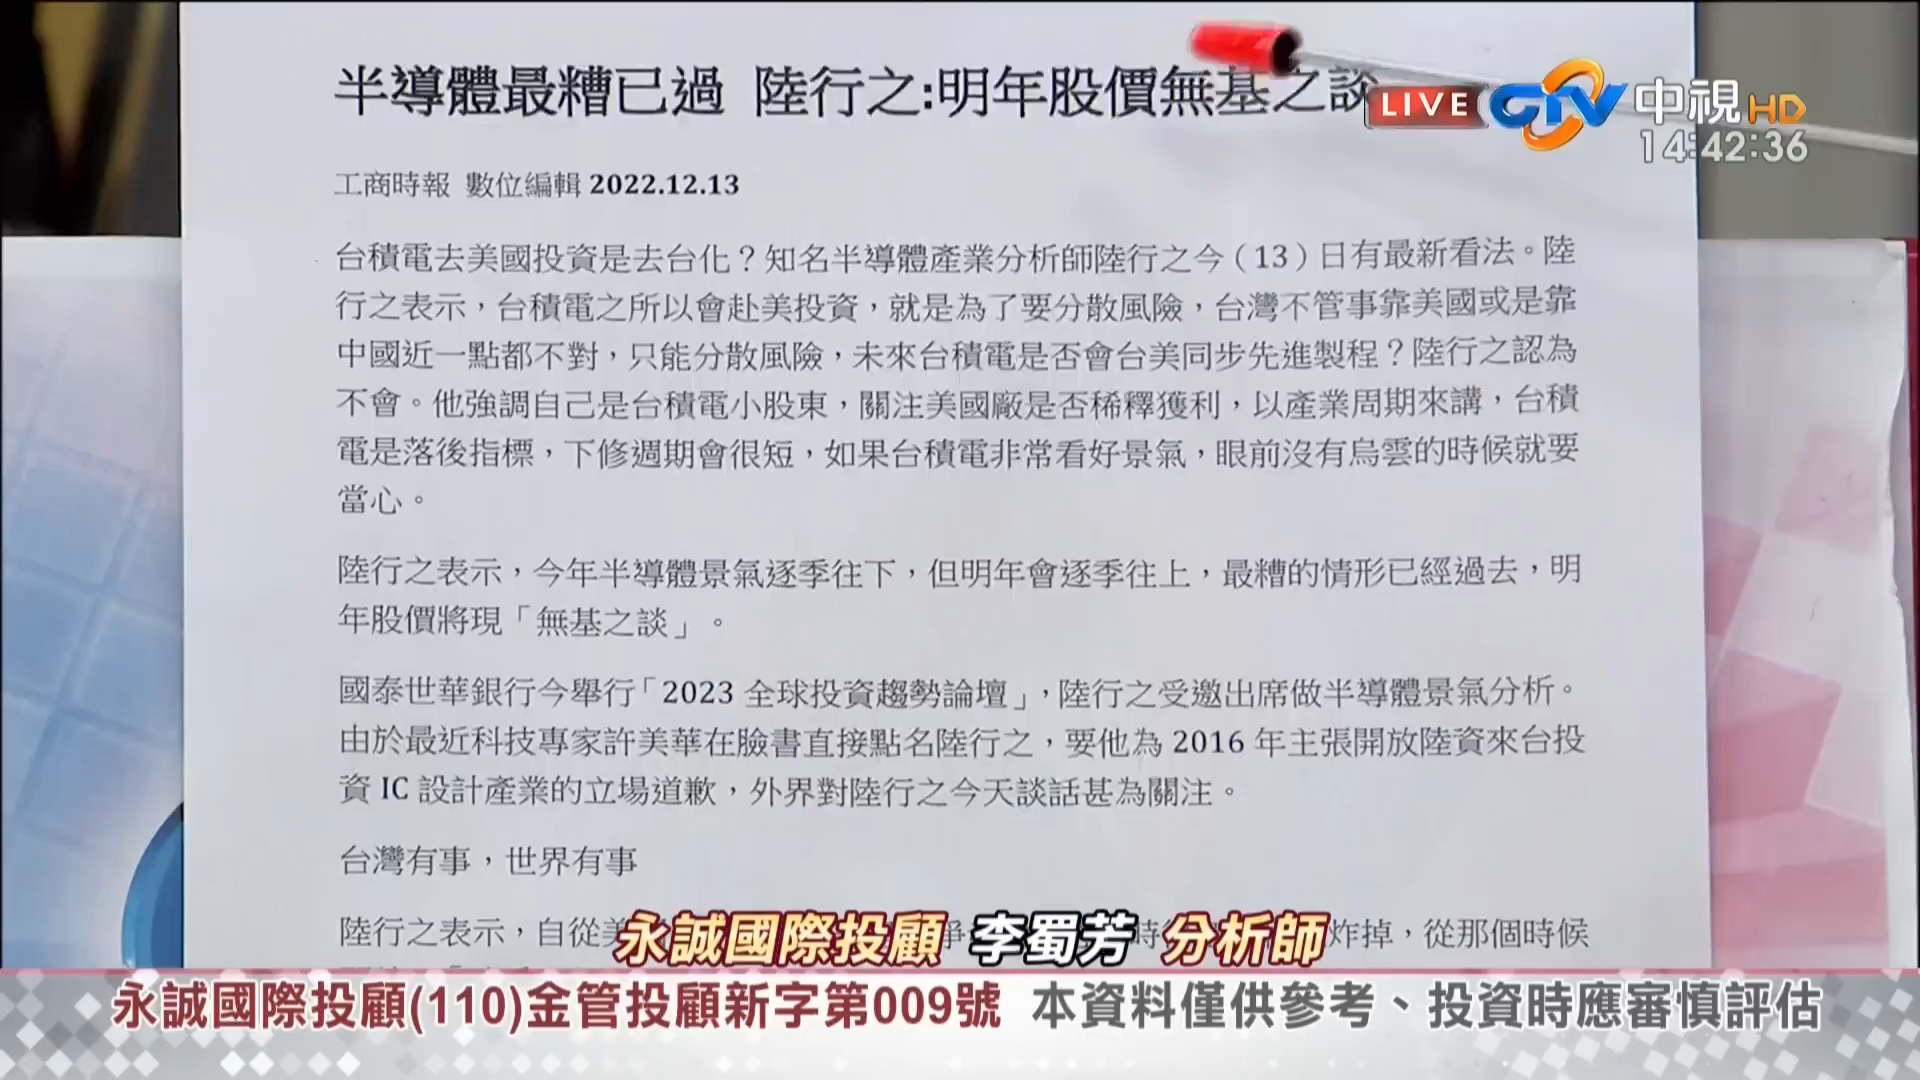 半導體最糟已過 陸行之:明年股價無基之談
LIVE CTV 中視 HD
14:42:36
工商時報 數位編輯 2022.12.13
台積電去美國投資是去台化？知名半導體產業分析師陸行之今（13）日有最新看法。陸
行之表示，台積電之所以會赴美投資，就是為了要分散風險，台灣不管事靠美國或是靠
中國近一點都不對，只能分散風險，未來台積電是否會台美同步先進製程？陸行之認為
不會。他強調自己是台積電小股東，關注美國廠是否稀釋獲利，以產業周期來講，台積
電是落後指標，下修週期會很短，如果台積電非常看好景氣，眼前沒有烏雲的時候就要
當心。
陸行之表示，今年半導體景氣逐季往下，但明年會逐季往上，最糟的情形已經過去，明
年股價將現「無基之談」。
國泰世華銀行今舉行「2023 全球投資趨勢論壇」，陸行之受邀出席做半導體景氣分析。
由於最近科技專家許美華在臉書直接點名陸行之，要他為 2016 年主張開放陸資來台投
資 IC 設計產業的立場道歉，外界對陸行之今天談話甚為關注。
台灣有事，世界有事
陸行之表示，自從美 炸掉，從那個時候
永誠國際投顧 李蜀芳 分析師
永誠國際投顧(110)金管投顧新字第009號 本資料僅供參考、投資時應審慎評估